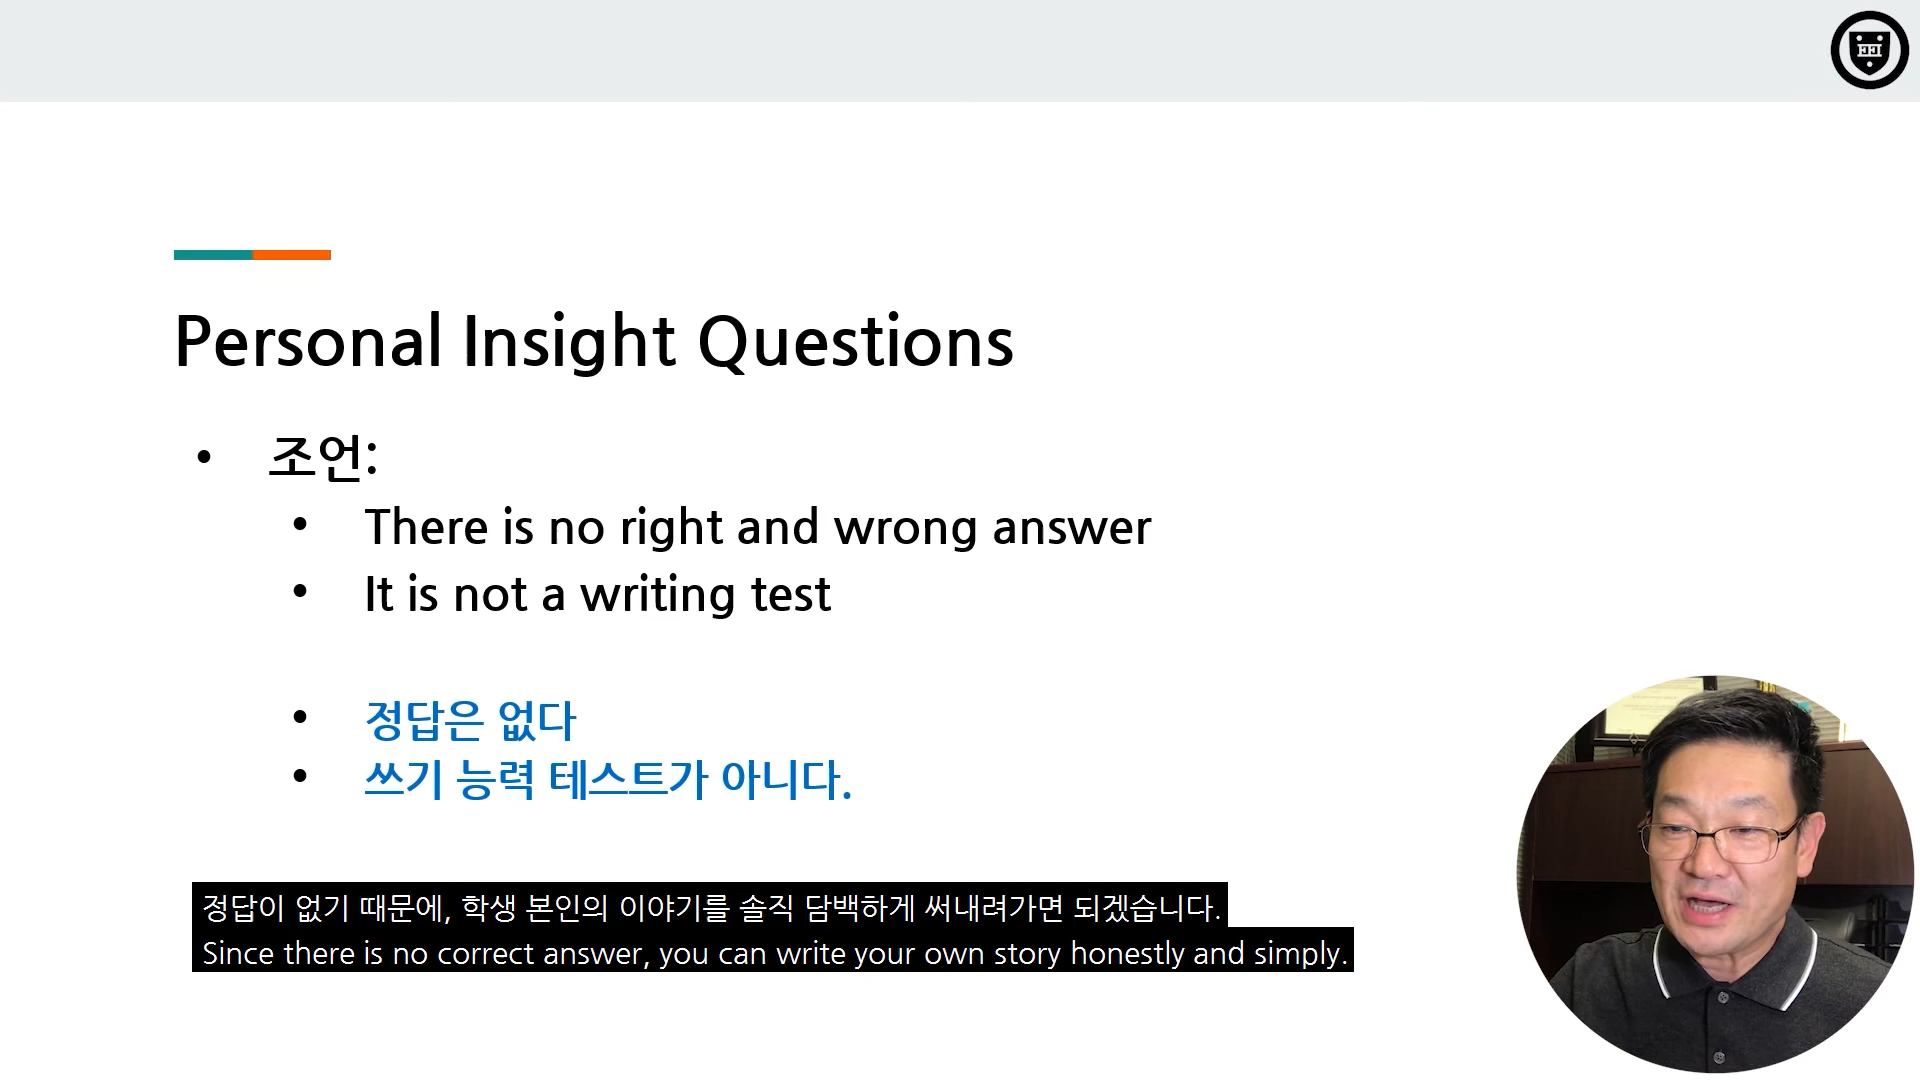 EEI
Personal Insight Questions
• 조언:
• There is no right and wrong answer
• It is not a writing test
• 정답은 없다
• 쓰기 능력 테스트가 아니다.
정답이 없기 때문에, 학생 본인의 이야기를 솔직 담백하게 써내려가면 되겠습니다.
Since there is no correct answer, you can write your own story honestly and simply.